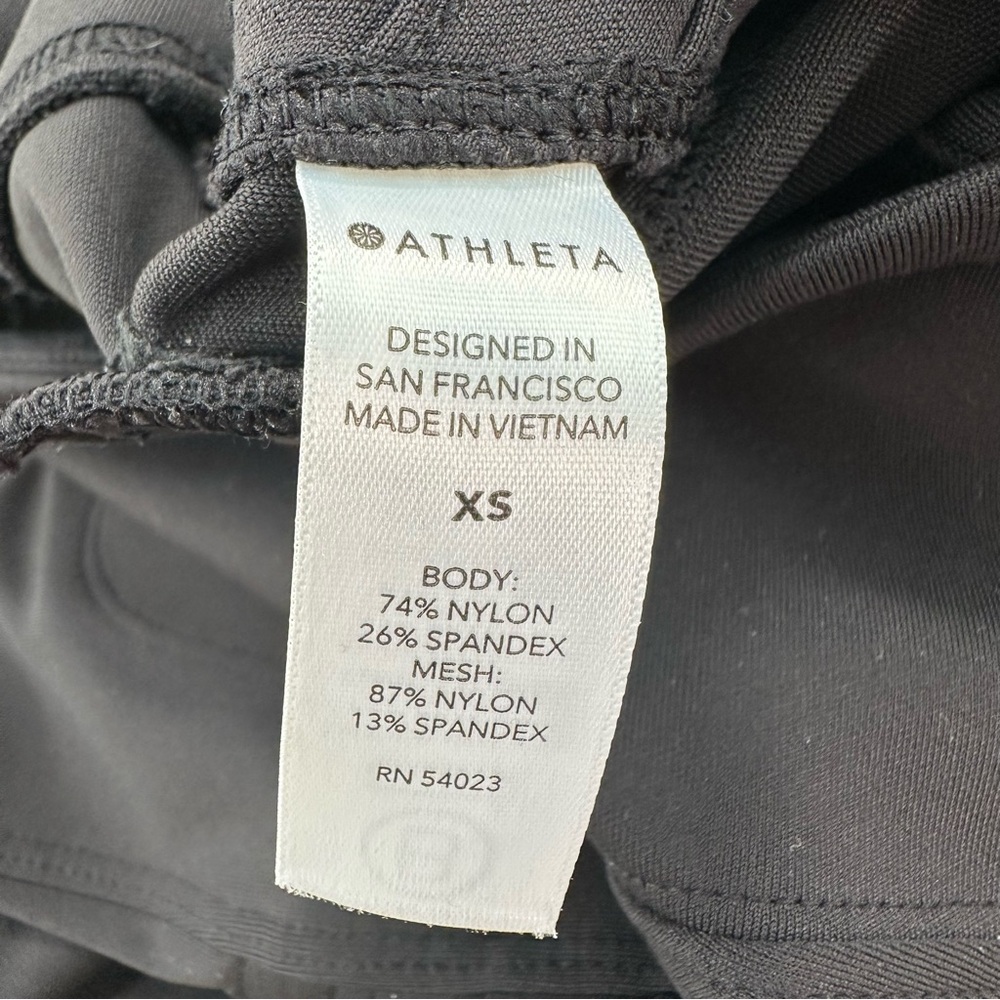 ATHLETA
DESIGNED IN
SAN FRANCISCO
MADE IN VIETNAM
XS
BODY:
74% NYLON
26% SPANDEX
MESH:
87% NYLON
13% SPANDEX
RN 54023